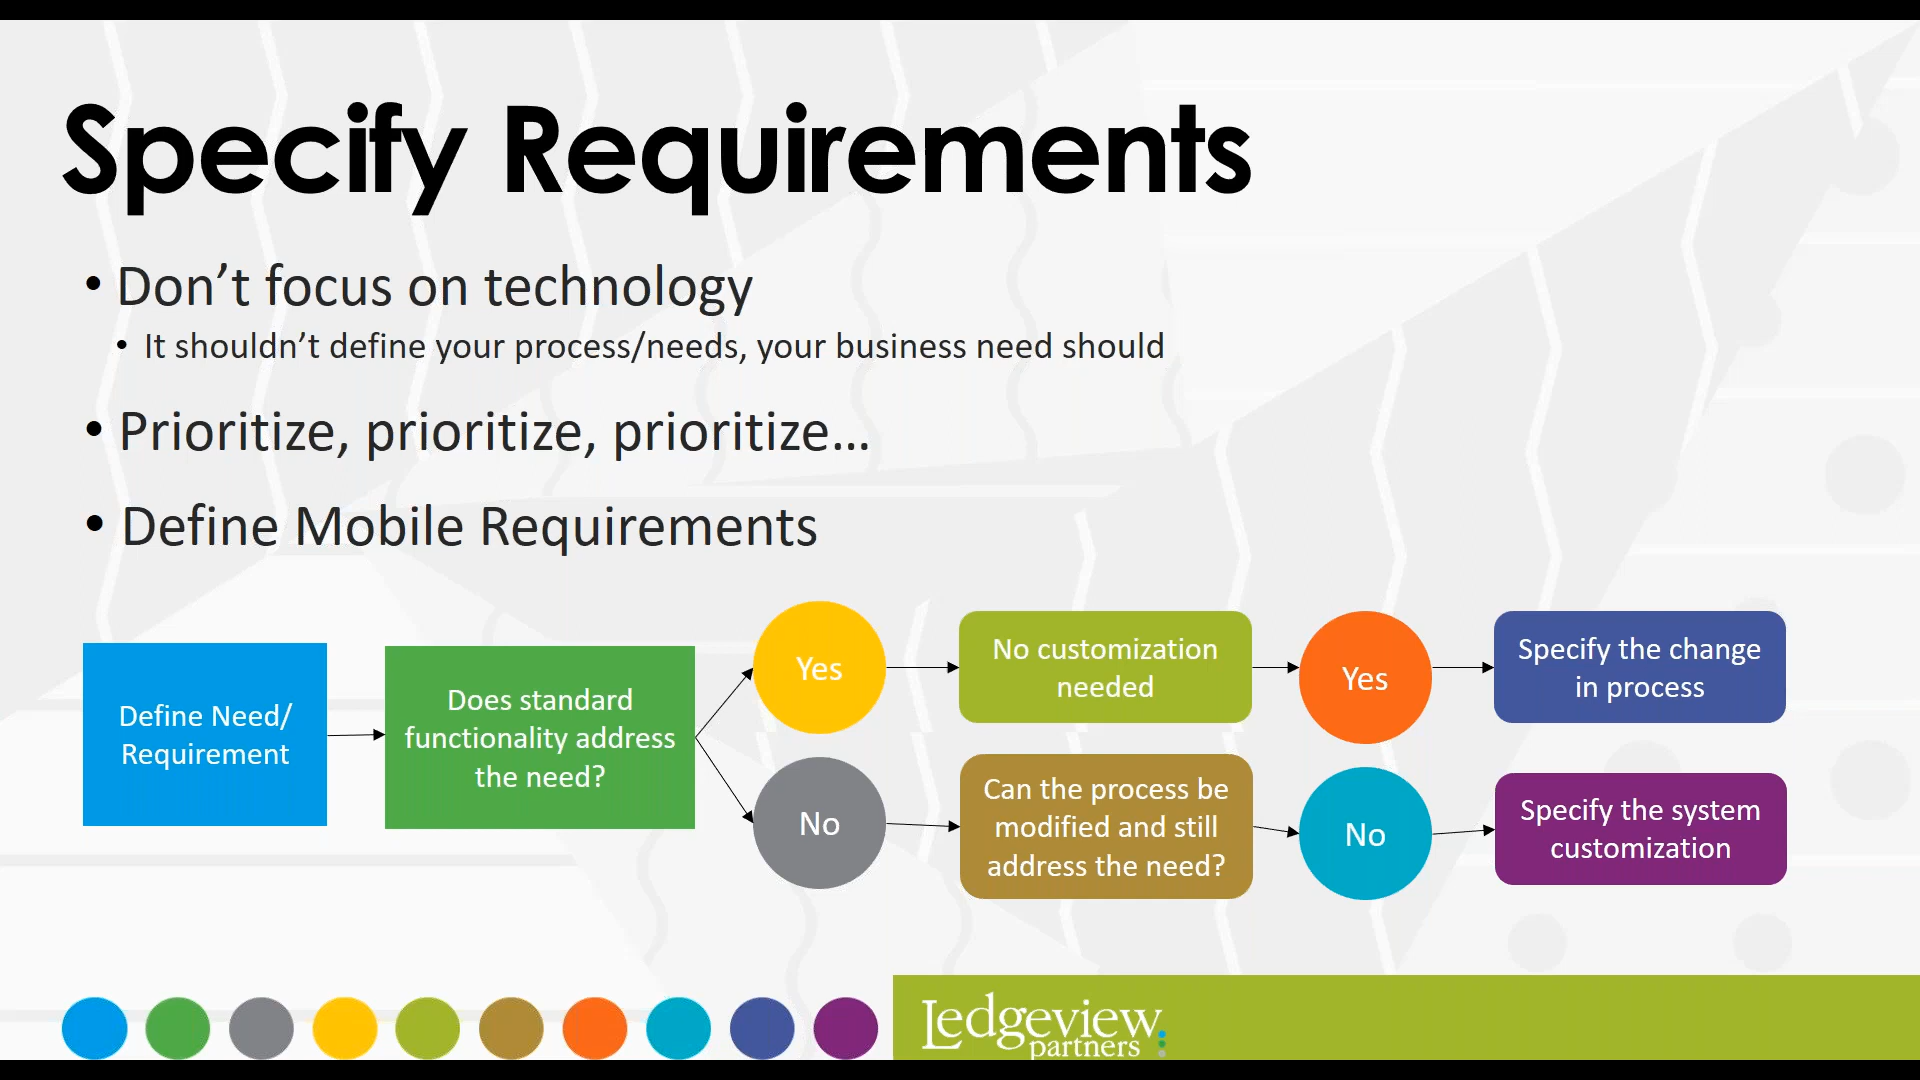 Specify Requirements
• Don’t focus on technology
• It shouldn’t define your process/needs, your business need should
• Prioritize, prioritize, prioritize…
• Define Mobile Requirements
Define Need/
Requirement
Does standard
functionality address
the need?
Yes
No customization
needed
Yes
Specify the change
in process
No
Can the process be
modified and still
address the need?
No
Specify the system
customization
Ledgeview
partners